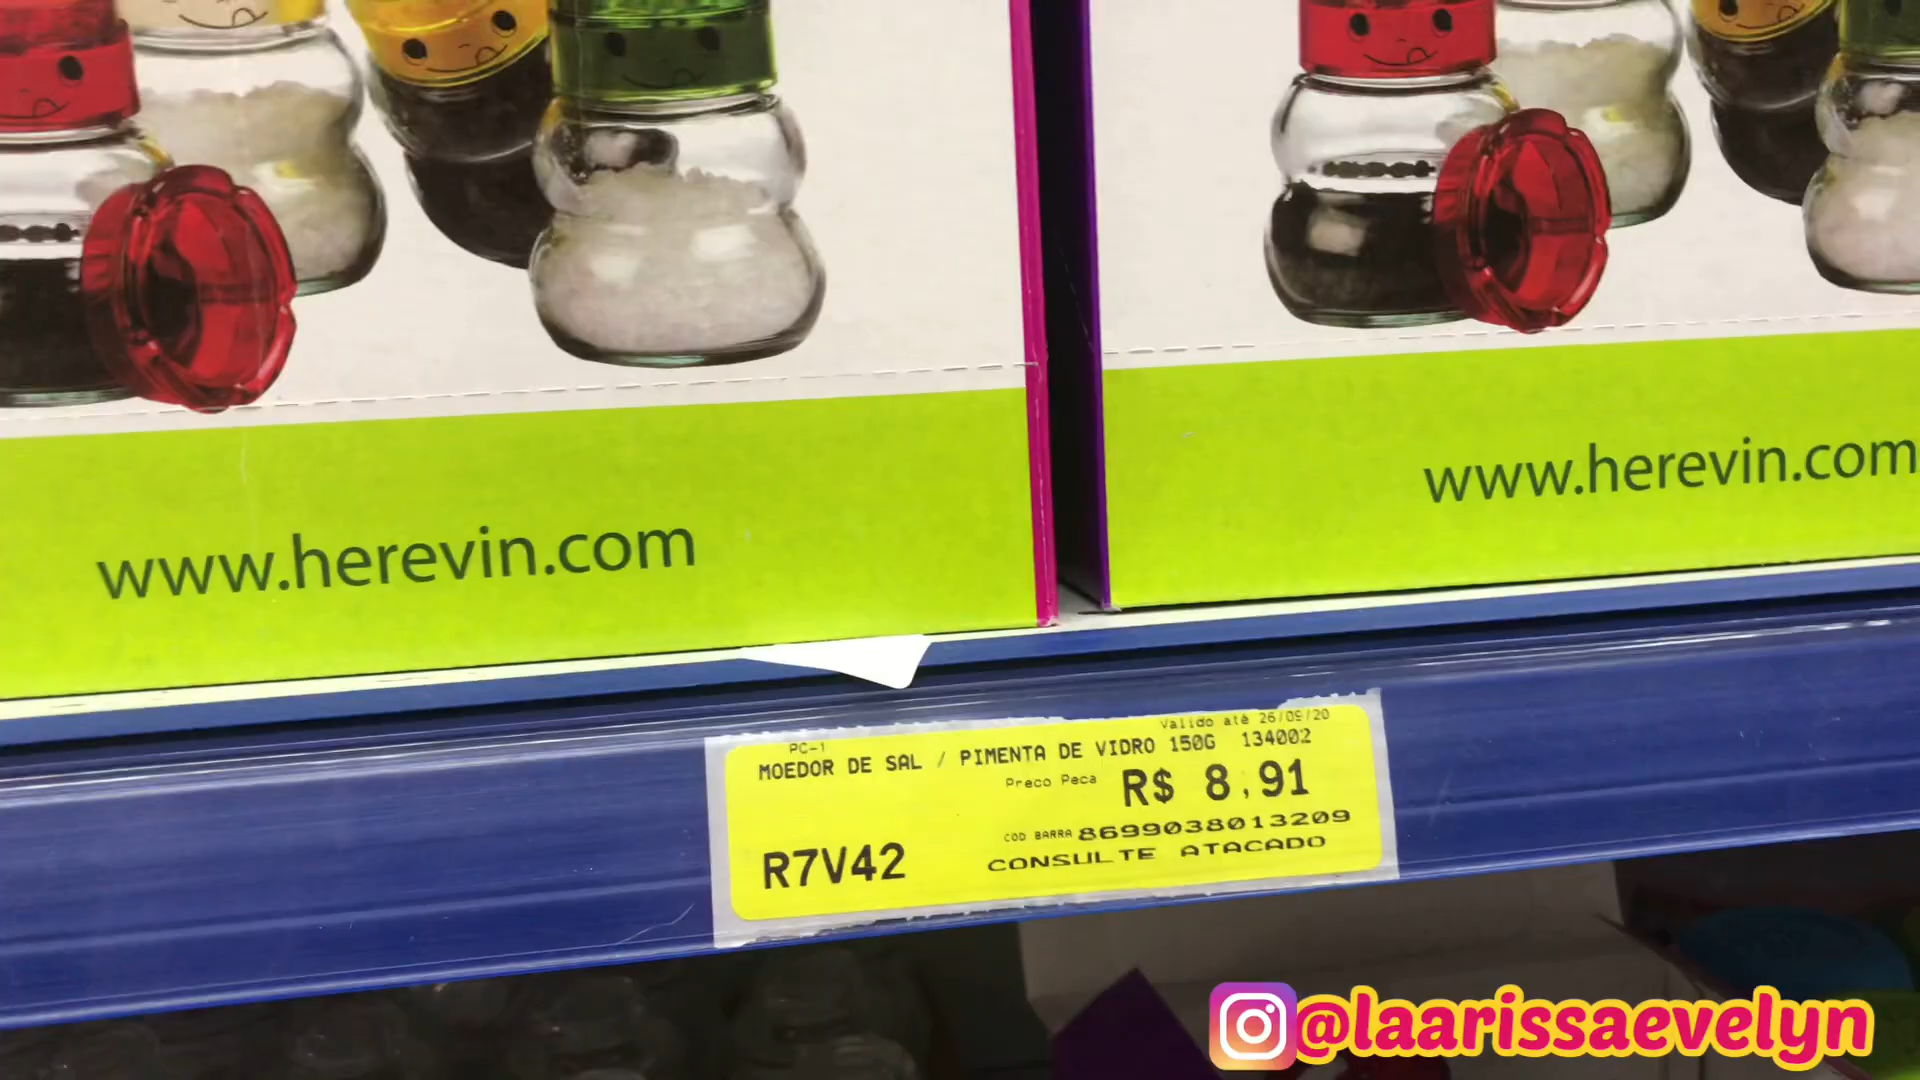 www.herevin.com
www.herevin.com
Valido até 26/09/20
PC-1
MOEDOR DE SAL / PIMENTA DE VIDRO 150G 134002
Preco Peca R$ 8,91
COD BARRA 8699038013209
R7V42 CONSULTE ATACADO
@laarissaevelyn